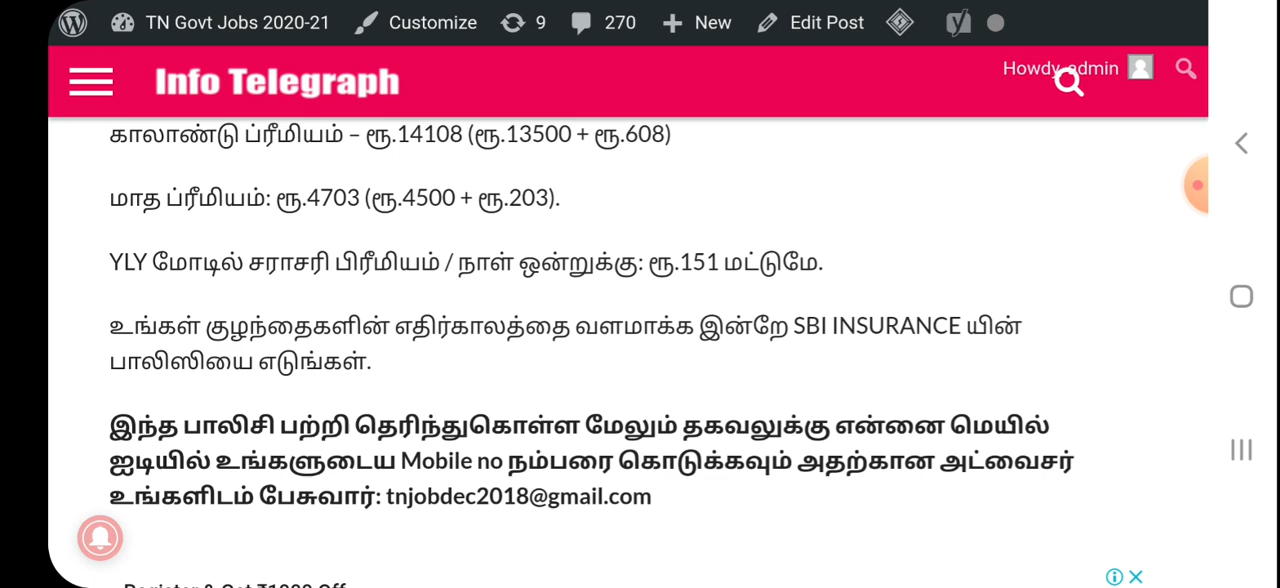 TN Govt Jobs 2020-21 Customize 9 270 New Edit Post
Info Telegraph
Howdy, admin
காலாண்டு ப்ரீமியம் – ரூ.14108 (ரூ.13500 + ரூ.608)
மாத ப்ரீமியம்: ரூ.4703 (ரூ.4500 + ரூ.203).
YLY மோடில் சராசரி பிரீமியம் / நாள் ஒன்றுக்கு: ரூ.151 மட்டுமே.
உங்கள் குழந்தைகளின் எதிர்காலத்தை வளமாக்க இன்றே SBI INSURANCE யின்
பாலிஸியை எடுங்கள்.
இந்த பாலிசி பற்றி தெரிந்துகொள்ள மேலும் தகவலுக்கு என்னை மெயில்
ஐடியில் உங்களுடைய Mobile no நம்பரை கொடுக்கவும் அதற்கான அட்வைசர்
உங்களிடம் பேசுவார்: tnjobdec2018@gmail.com